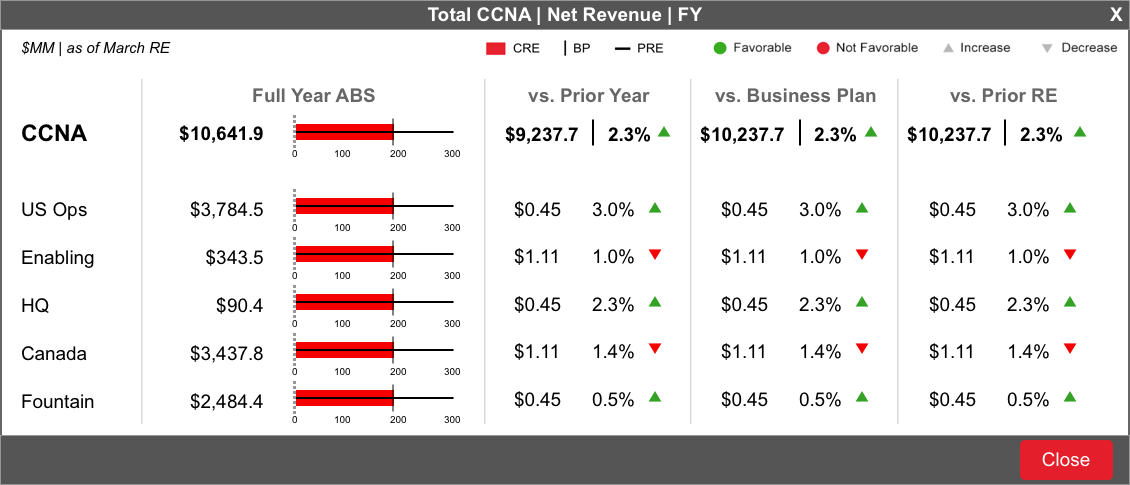 Total CCNA | Net Revenue | FY X
$MM | as of March RE CRE BP PRE Favorable Not Favorable Increase Decrease
Full Year ABS vs. Prior Year vs. Business Plan vs. Prior RE
CCNA $10,641.9 $9,237.7 2.3% $10,237.7 2.3% $10,237.7 2.3%
0 100 200 300
US Ops $3,784.5 $0.45 3.0% $0.45 3.0% $0.45 3.0%
0 100 200 300
Enabling $343.5 $1.11 1.0% $1.11 1.0% $1.11 1.0%
0 100 200 300
HQ $90.4 $0.45 2.3% $0.45 2.3% $0.45 2.3%
0 100 200 300
Canada $3,437.8 $1.11 1.4% $1.11 1.4% $1.11 1.4%
0 100 200 300
Fountain $2,484.4 $0.45 0.5% $0.45 0.5% $0.45 0.5%
0 100 200 300
Close